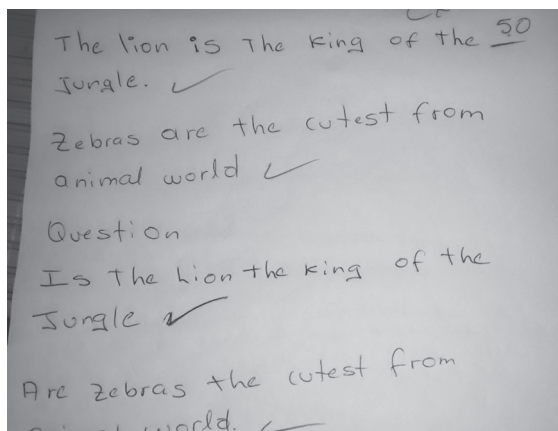 50
The lion is The king of the
Jungle.
Zebras are the cutest from
animal world
Question
Is The Lion the king of the
Jungle
Are zebras the cutest from
world.